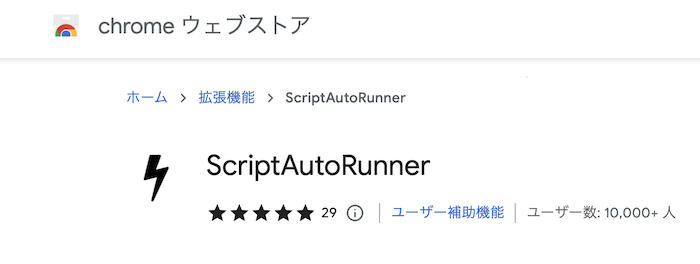 chrome ウェブストア
ホーム > 拡張機能 > ScriptAutoRunner
ScriptAutoRunner
★★★★★ 29 ⓘ | ユーザー補助機能 | ユーザー数: 10,000+ 人